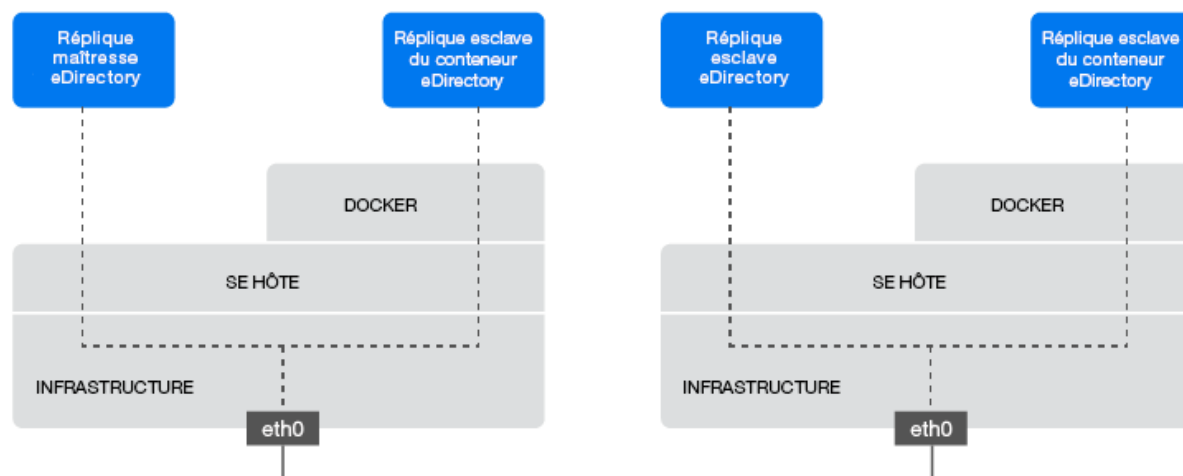 Réplique
maîtresse
eDirectory
Réplique esclave
du conteneur
eDirectory
DOCKER
SE HÔTE
INFRASTRUCTURE
eth0
Réplique
esclave
eDirectory
Réplique esclave
du conteneur
eDirectory
DOCKER
SE HÔTE
INFRASTRUCTURE
eth0